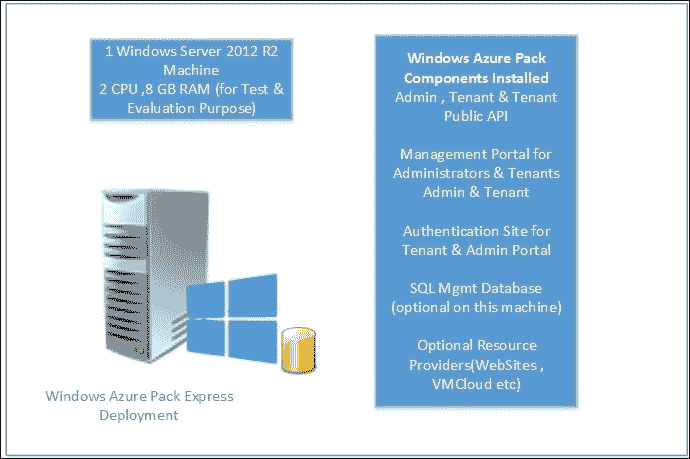 1 Windows Server 2012 R2
Machine
2 CPU ,8 GB RAM (for Test &
Evaluation Purpose)
Windows Azure Pack
Components Installed
Admin , Tenant & Tenant
Public API
Management Portal for
Administrators & Tenants
Admin & Tenant
Authentication Site for
Tenant & Admin Portal
SQL Mgmt Database
(optional on this machine)
Optional Resource
Providers(WebSites ,
VMCloud etc)
Windows Azure Pack Express
Deployment